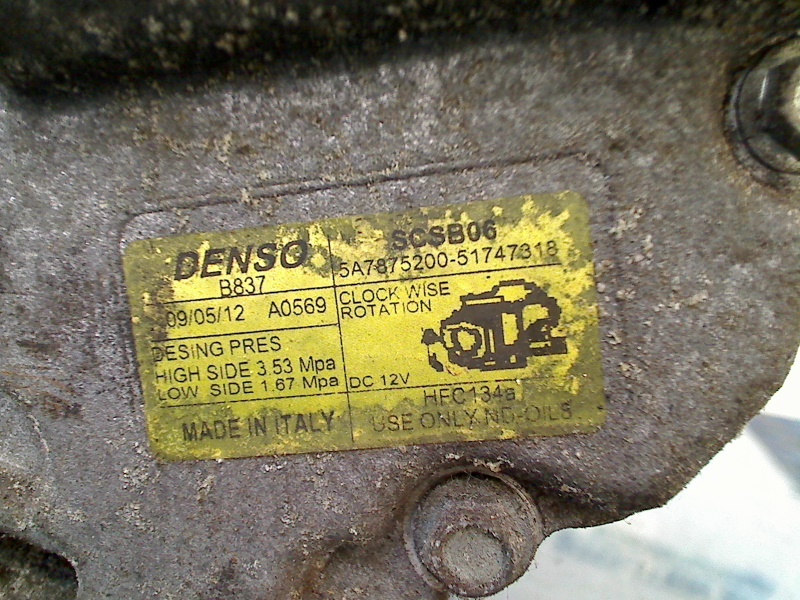 DENSO
B837
SCSB06
5A7875200-51747318
09/05/12 A0569
CLOCK WISE
ROTATION
DESING PRES
HIGH SIDE 3.53 Mpa
LOW SIDE 1.67 Mpa
DC 12V
MADE IN ITALY
HFC134a
USE ONLY ND-OIL8